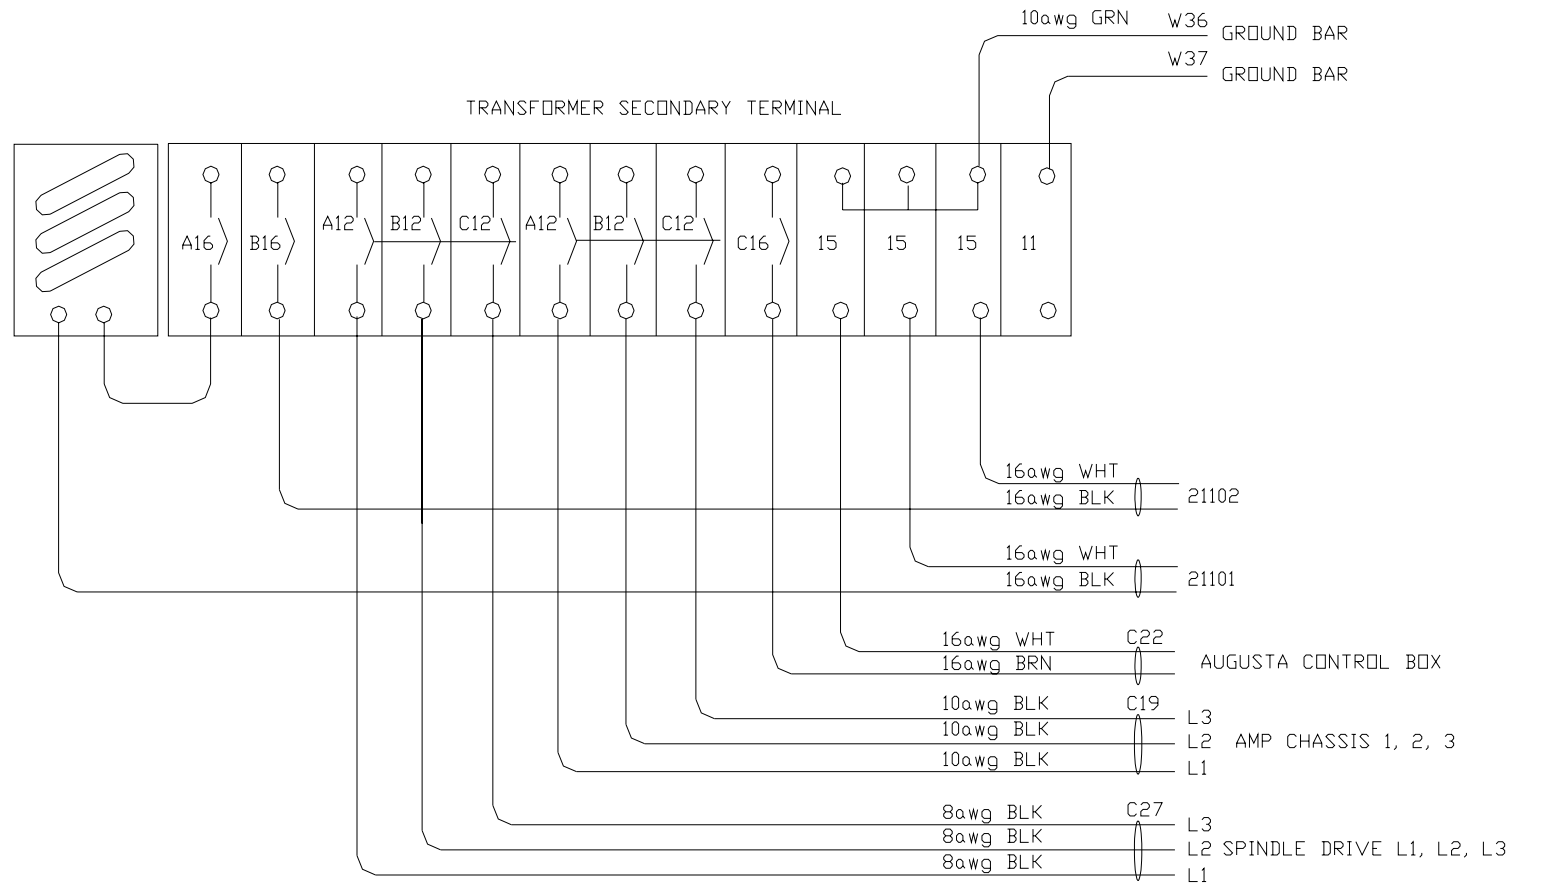 10awg GRN W36
GROUND BAR
W37
GROUND BAR
TRANSFORMER SECONDARY TERMINAL
A12 B12 C12 A12 B12 C12
A16 B16 C16 15 15 15 11
16awg WHT
16awg BLK 21102
16awg WHT
16awg BLK 21101
16awg WHT C22
16awg BRN AUGUSTA CONTROL BOX
10awg BLK C19
L3
10awg BLK
L2 AMP CHASSIS 1, 2, 3
10awg BLK
L1
8awg BLK C27
L3
8awg BLK
L2 SPINDLE DRIVE L1, L2, L3
8awg BLK
L1